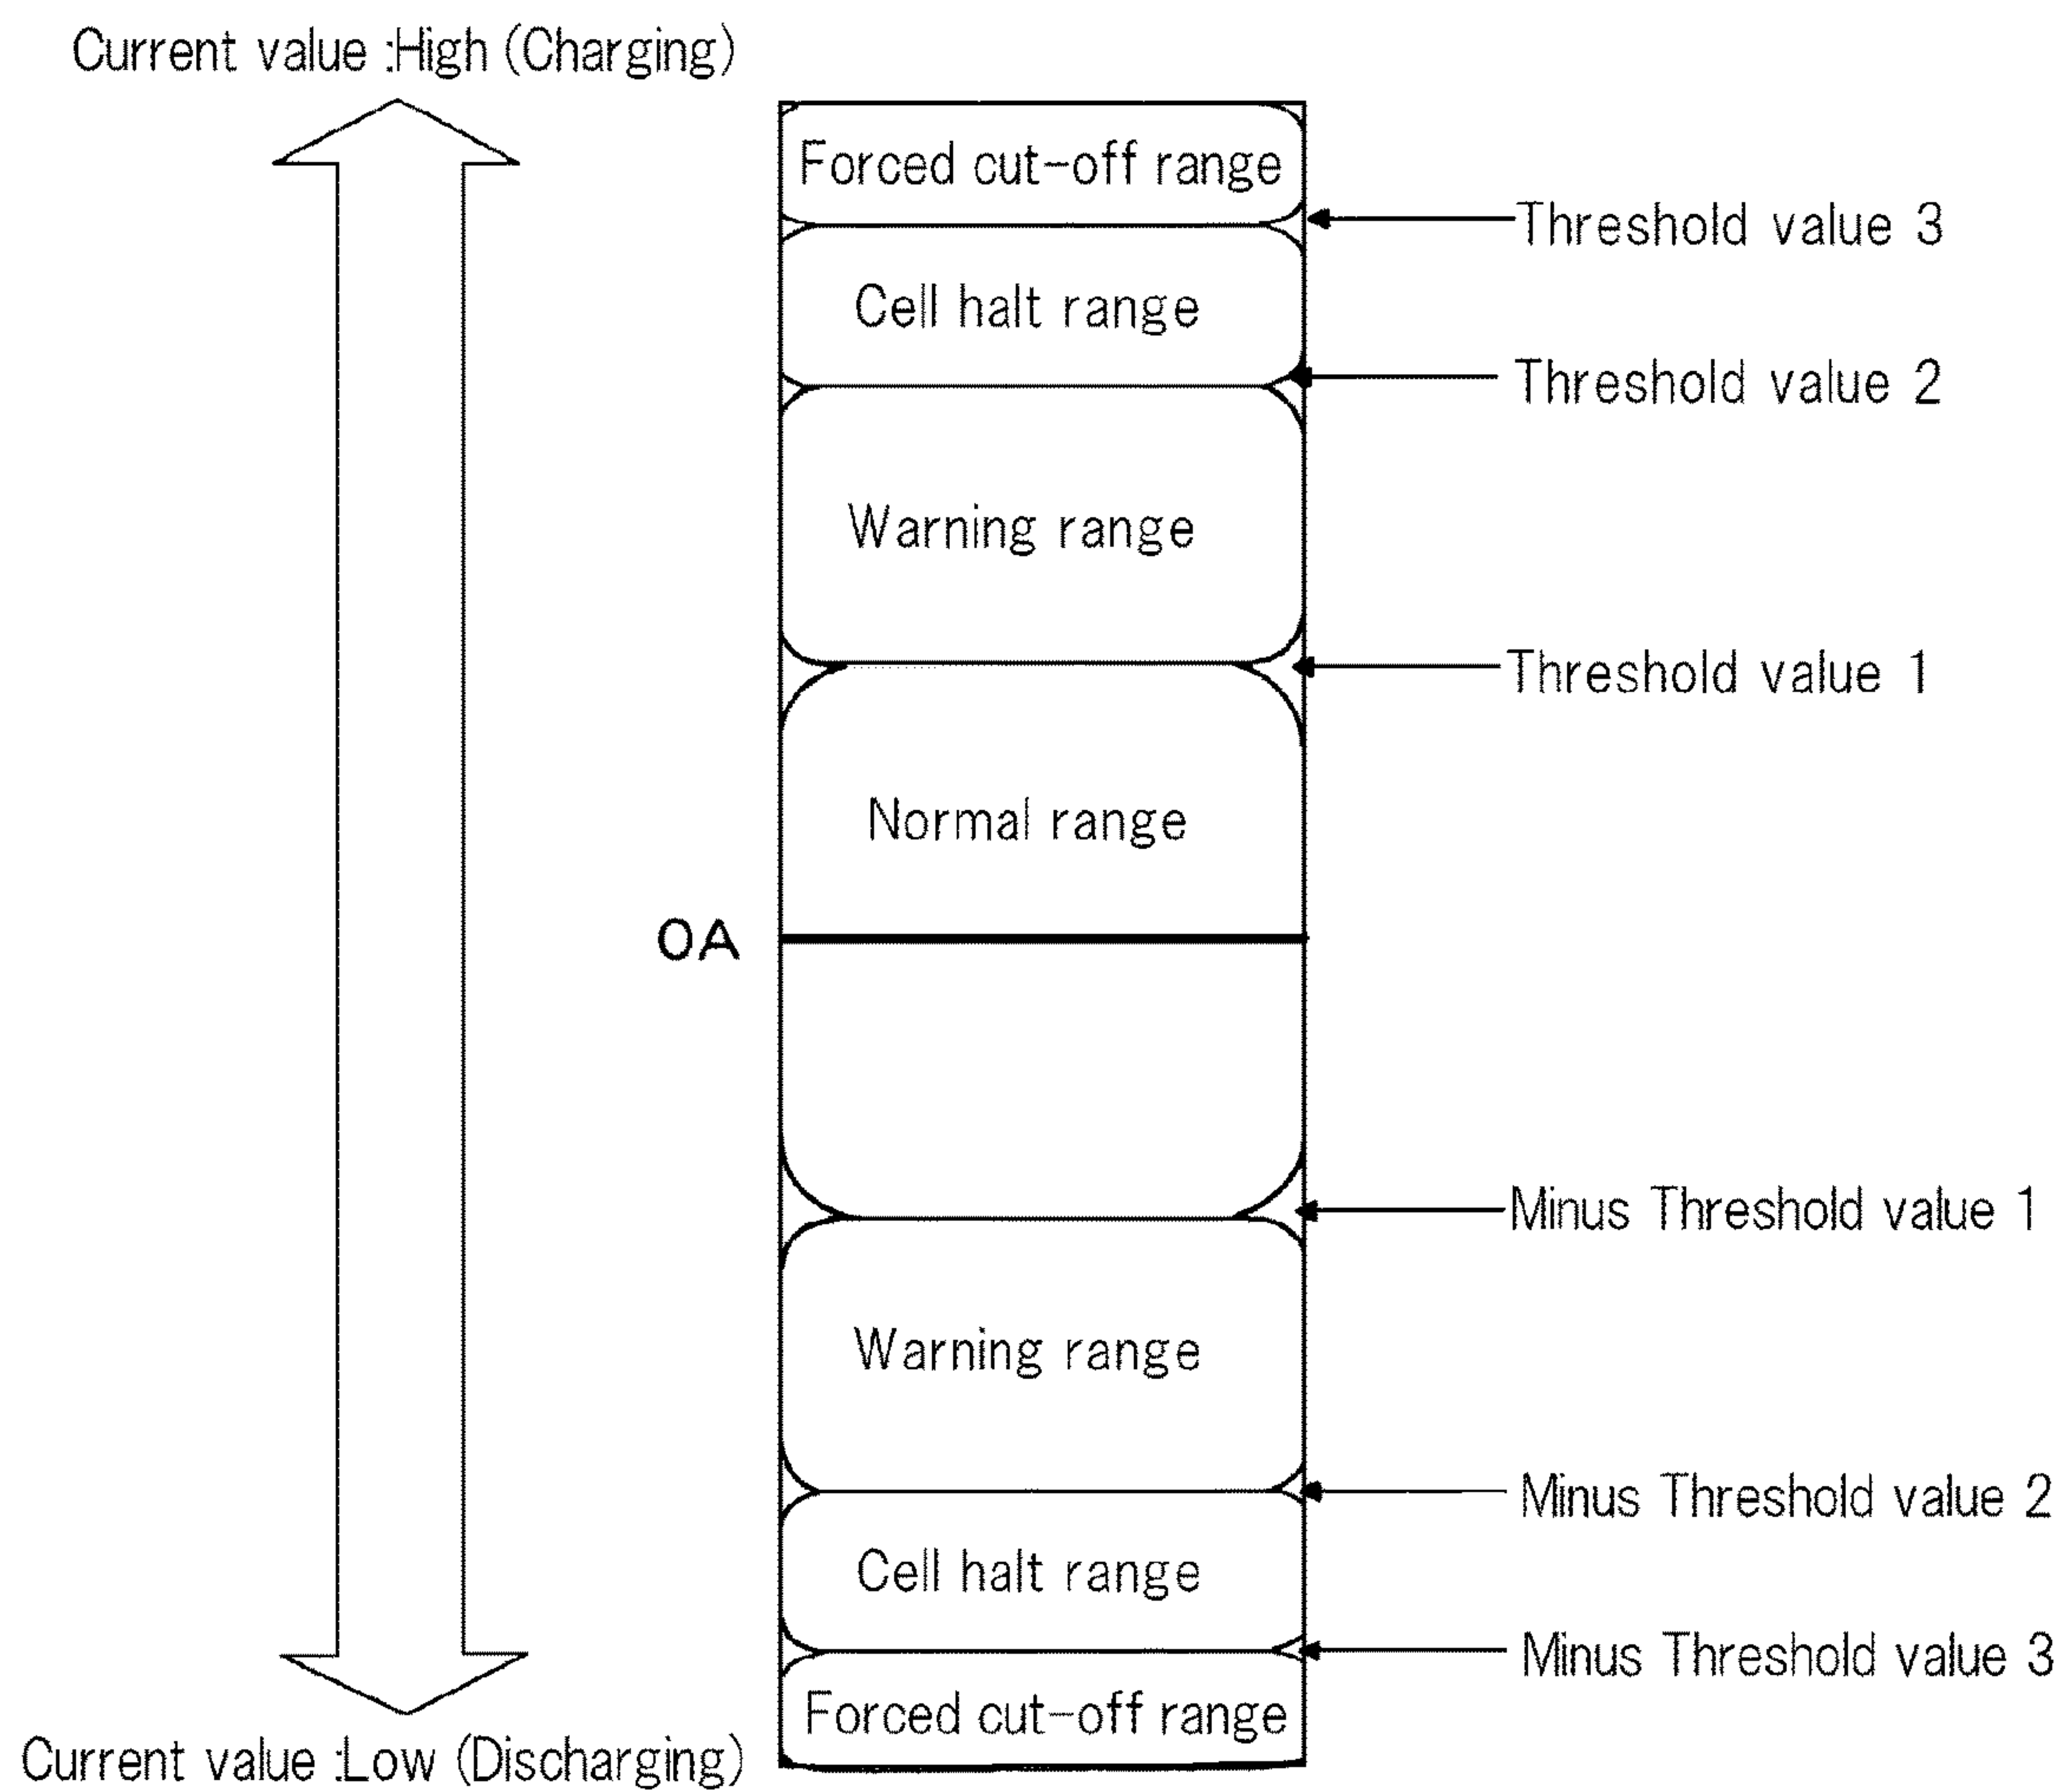 Current value :High (Charging)
Forced cut-off range
Threshold value 3
Cell halt range
Threshold value 2
Warning range
Threshold value 1
Normal range
0A
Minus Threshold value 1
Warning range
Minus Threshold value 2
Cell halt range
Minus Threshold value 3
Forced cut-off range
Current value :Low (Discharging)